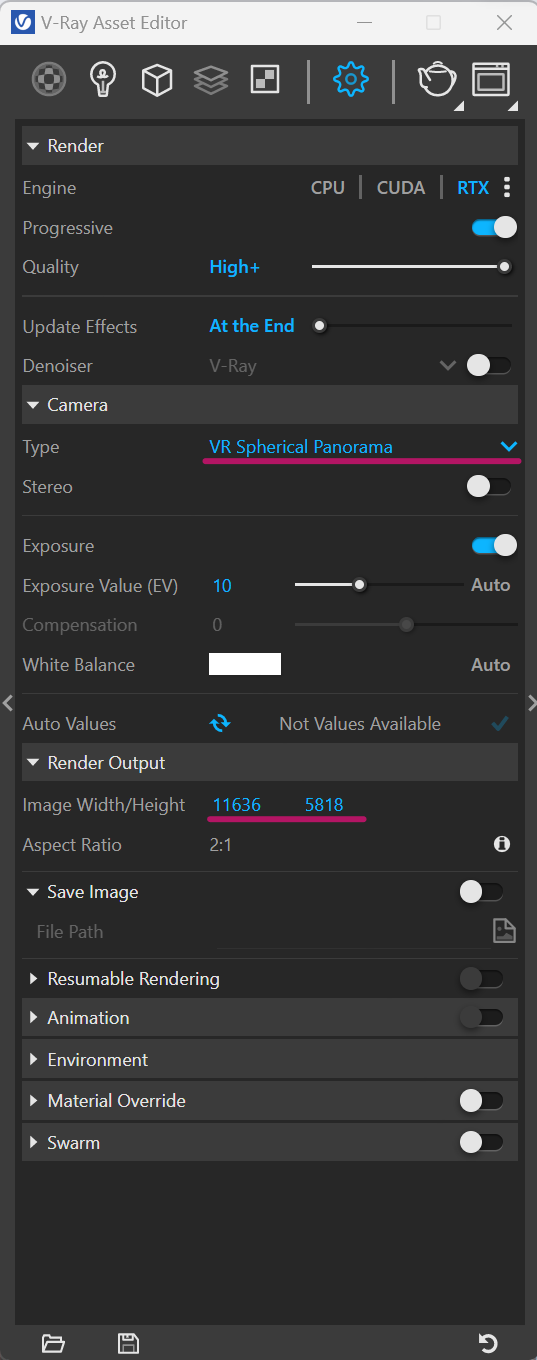 V-Ray Asset Editor
Render
Engine CPU CUDA RTX
Progressive
Quality High+
Update Effects At the End
Denoiser V-Ray
Camera
Type VR Spherical Panorama
Stereo
Exposure
Exposure Value (EV) 10 Auto
Compensation 0
White Balance Auto
Auto Values Not Values Available
Render Output
Image Width/Height 11636 5818
Aspect Ratio 2:1
Save Image
File Path
Resumable Rendering
Animation
Environment
Material Override
Swarm